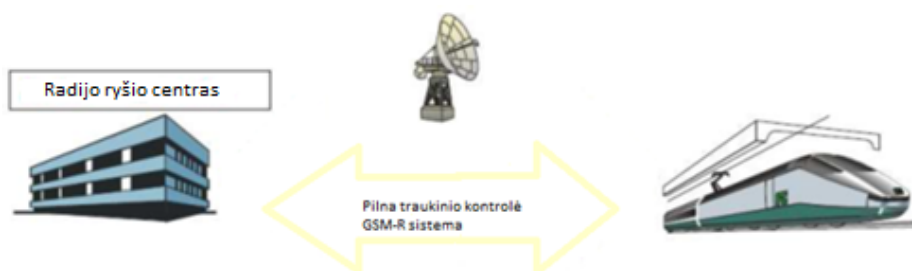 Radijo ryšio centras
Pilna traukinio kontrolė
GSM-R sistema